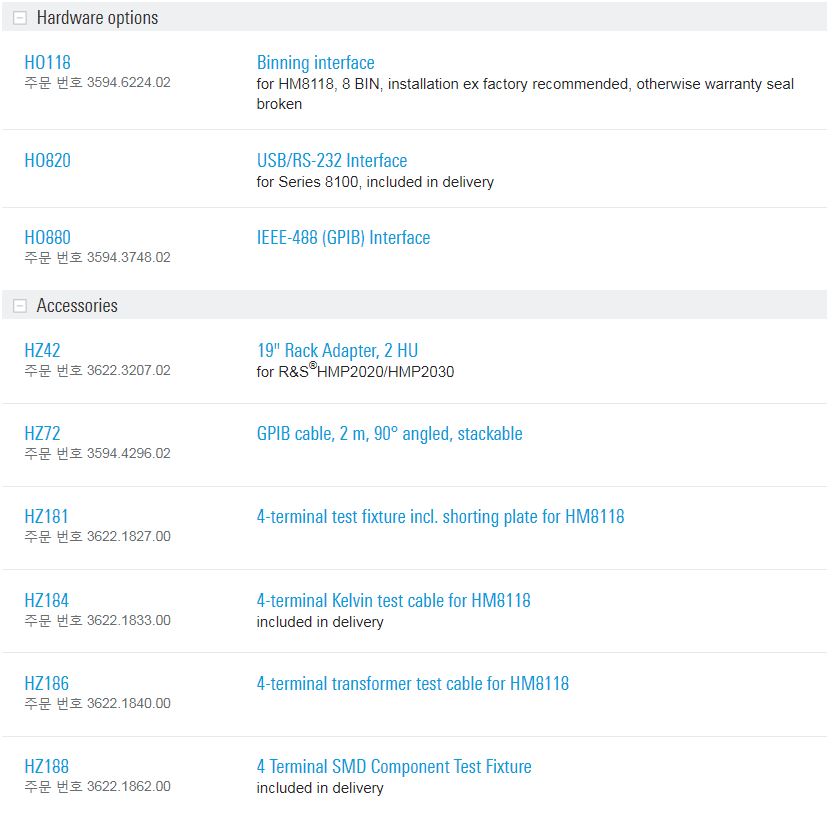 Hardware options
HO118
주문 번호 3594.6224.02
Binning interface
for HM8118, 8 BIN, installation ex factory recommended, otherwise warranty seal
broken
HO820
USB/RS-232 Interface
for Series 8100, included in delivery
HO880
주문 번호 3594.3748.02
IEEE-488 (GPIB) Interface
Accessories
HZ42
주문 번호 3622.3207.02
19" Rack Adapter, 2 HU
for R&S®HMP2020/HMP2030
HZ72
주문 번호 3594.4296.02
GPIB cable, 2 m, 90° angled, stackable
HZ181
주문 번호 3622.1827.00
4-terminal test fixture incl. shorting plate for HM8118
HZ184
주문 번호 3622.1833.00
4-terminal Kelvin test cable for HM8118
included in delivery
HZ186
주문 번호 3622.1840.00
4-terminal transformer test cable for HM8118
HZ188
주문 번호 3622.1862.00
4 Terminal SMD Component Test Fixture
included in delivery